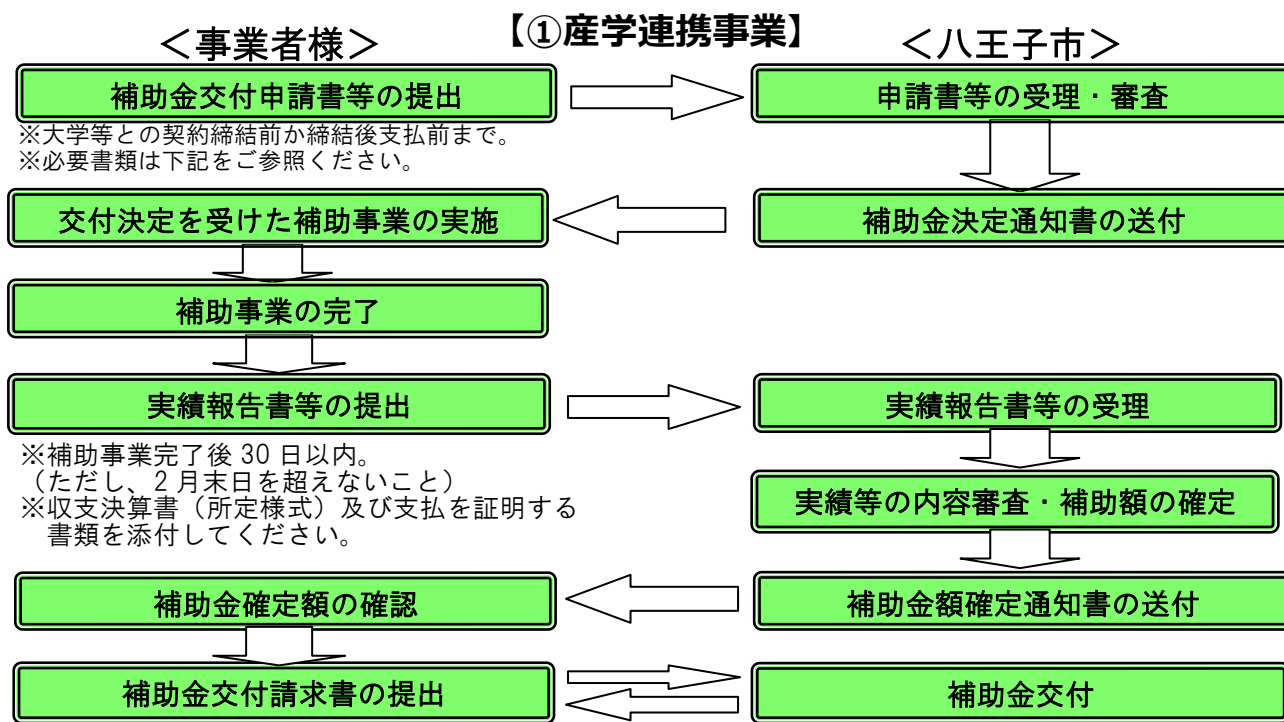 【①産学連携事業】
＜事業者様＞
＜八王子市＞
補助金交付申請書等の提出
申請書等の受理・審査
※大学等との契約締結前か締結後支払前まで。
※必要書類は下記をご参照ください。
交付決定を受けた補助事業の実施
補助金決定通知書の送付
補助事業の完了
実績報告書等の提出
実績報告書等の受理
※補助事業完了後 30 日以内。
（ただし、2 月末日を超えないこと）
※収支決算書（所定様式）及び支払を証明する
書類を添付してください。
実績等の内容審査・補助額の確定
補助金確定額の確認
補助金額確定通知書の送付
補助金交付請求書の提出
補助金交付